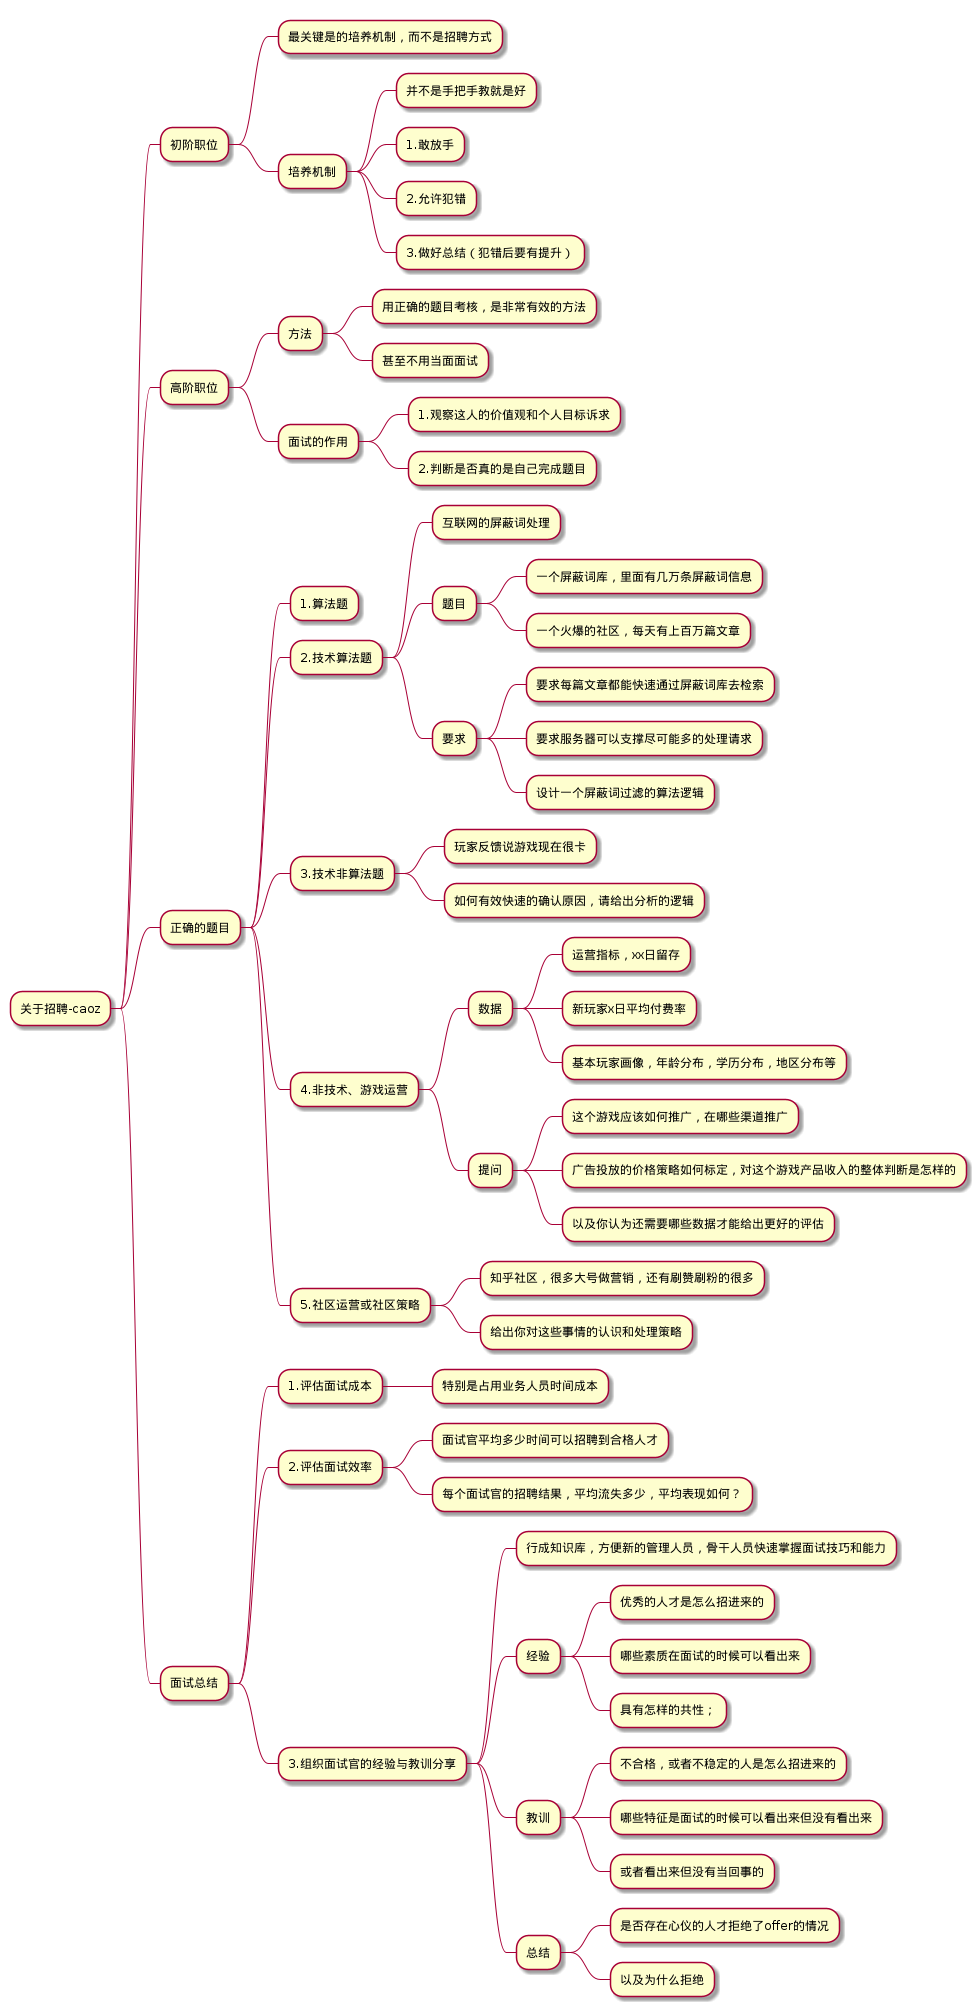 最关键是的培养机制，而不是招聘方式
并不是手把手教就是好
1.敢放手
初阶职位
培养机制
2.允许犯错
3.做好总结（犯错后要有提升）
用正确的题目考核，是非常有效的方法
方法
甚至不用当面面试
高阶职位
1.观察这人的价值观和个人目标诉求
面试的作用
2.判断是否真的是自己完成题目
互联网的屏蔽词处理
一个屏蔽词库，里面有几万条屏蔽词信息
1.算法题
题目
一个火爆的社区，每天有上百万篇文章
2.技术算法题
要求每篇文章都能快速通过屏蔽词库去检索
要求
要求服务器可以支撑尽可能多的处理请求
设计一个屏蔽词过滤的算法逻辑
玩家反馈说游戏现在很卡
3.技术非算法题
如何有效快速的确认原因，请给出分析的逻辑
正确的题目
运营指标，xx日留存
关于招聘-caoz
数据
新玩家x日平均付费率
基本玩家画像，年龄分布，学历分布，地区分布等
4.非技术、游戏运营
这个游戏应该如何推广，在哪些渠道推广
提问
广告投放的价格策略如何标定，对这个游戏产品收入的整体判断是怎样的
以及你认为还需要哪些数据才能给出更好的评估
知乎社区，很多大号做营销，还有刷赞刷粉的很多
5.社区运营或社区策略
给出你对这些事情的认识和处理策略
1.评估面试成本
特别是占用业务人员时间成本
面试官平均多少时间可以招聘到合格人才
2.评估面试效率
每个面试官的招聘结果，平均流失多少，平均表现如何？
行成知识库，方便新的管理人员，骨干人员快速掌握面试技巧和能力
优秀的人才是怎么招进来的
经验
哪些素质在面试的时候可以看出来
面试总结
具有怎样的共性；
3.组织面试官的经验与教训分享
不合格，或者不稳定的人是怎么招进来的
教训
哪些特征是面试的时候可以看出来但没有看出来
或者看出来但没有当回事的
是否存在心仪的人才拒绝了offer的情况
总结
以及为什么拒绝